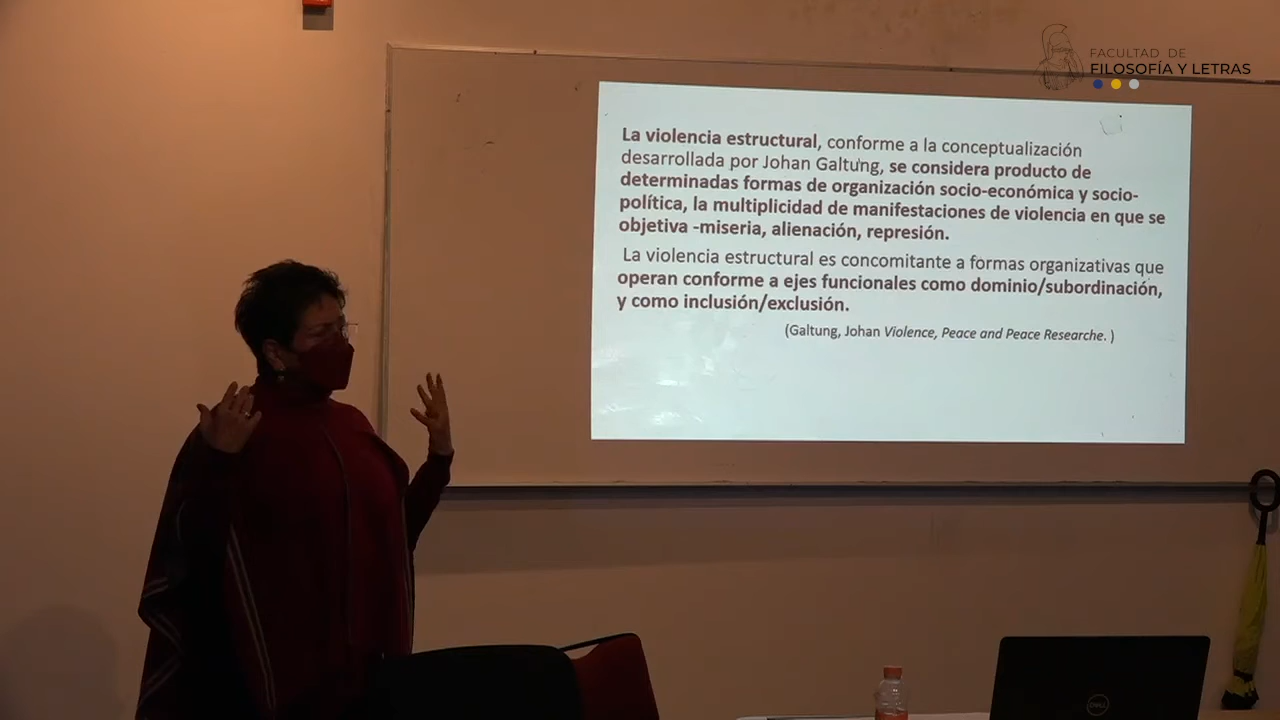 FACULTAD DE
FILOSOFÍA Y LETRAS
La violencia estructural, conforme a la conceptualización
desarrollada por Johan Galtung, se considera producto de
determinadas formas de organización socio-económica y socio-
política, la multiplicidad de manifestaciones de violencia en que se
objetiva -miseria, alienación, represión.
La violencia estructural es concomitante a formas organizativas que
operan conforme a ejes funcionales como dominio/subordinación,
y como inclusión/exclusión.
(Galtung, Johan Violence, Peace and Peace Researche. )
DELL